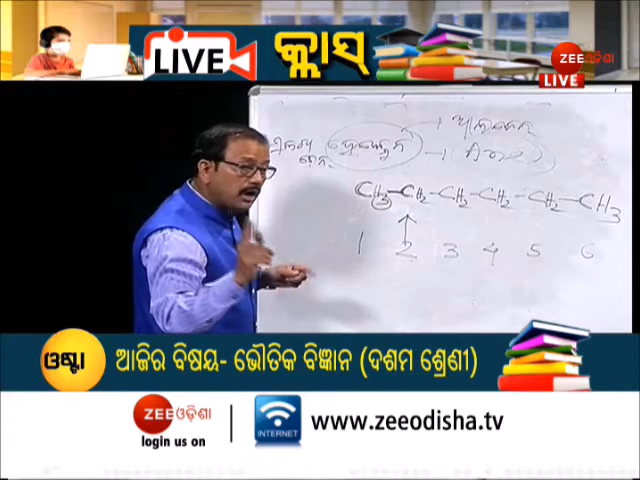 LIVE କ୍ଲାସ୍
ZEE ଓଡ଼ିଶା
LIVE
CH3-CH2-CH2-CH2-CH2-CH3
1 2 3 4 5 6
ଆଜିର ବିଷୟ- ଭୌତିକ ବିଜ୍ଞାନ (ଦଶମ ଶ୍ରେଣୀ)
ZEE ଓଡ଼ିଶା
login us on
INTERNET
www.zeeodisha.tv